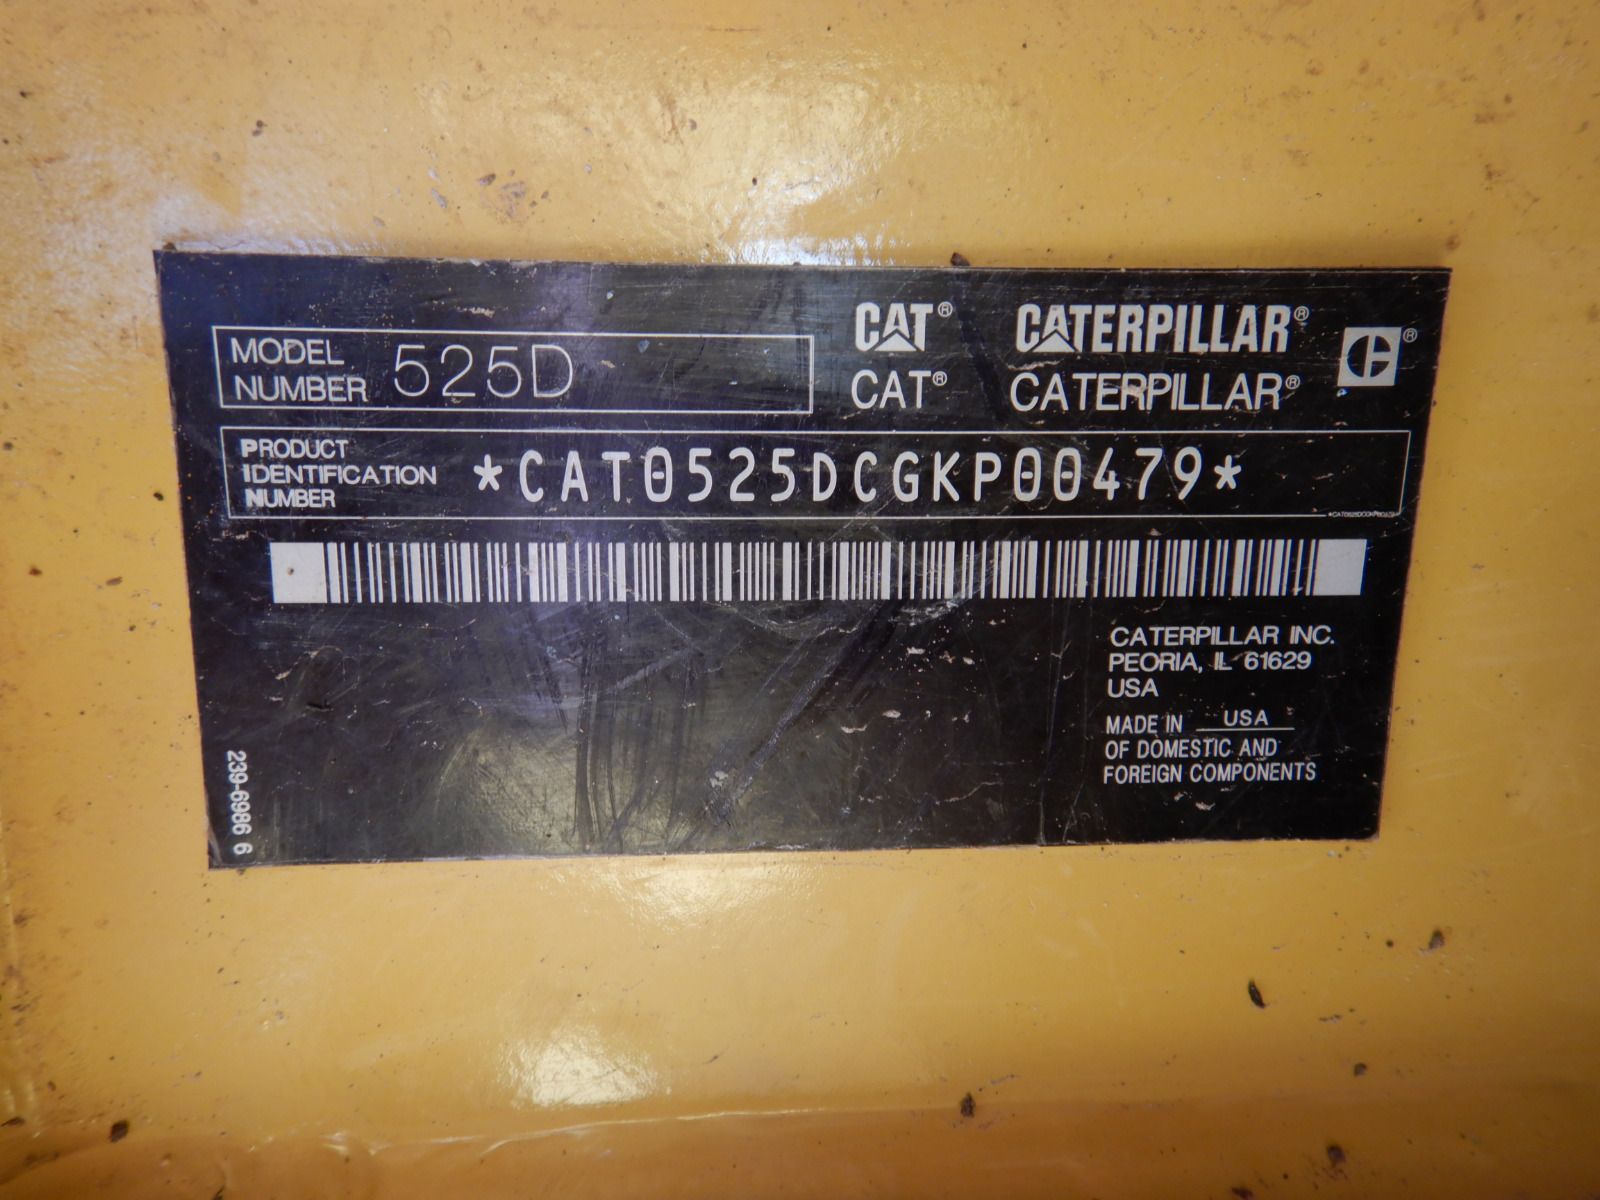 MODEL NUMBER 525D
CAT® CATERPILLAR® ®
CAT® CATERPILLAR®
PRODUCT
IDENTIFICATION
NUMBER
*CAT0525DCGKP00479*
CATERPILLAR INC.
PEORIA, IL 61629
USA
MADE IN USA
OF DOMESTIC AND
FOREIGN COMPONENTS
239-6986 6